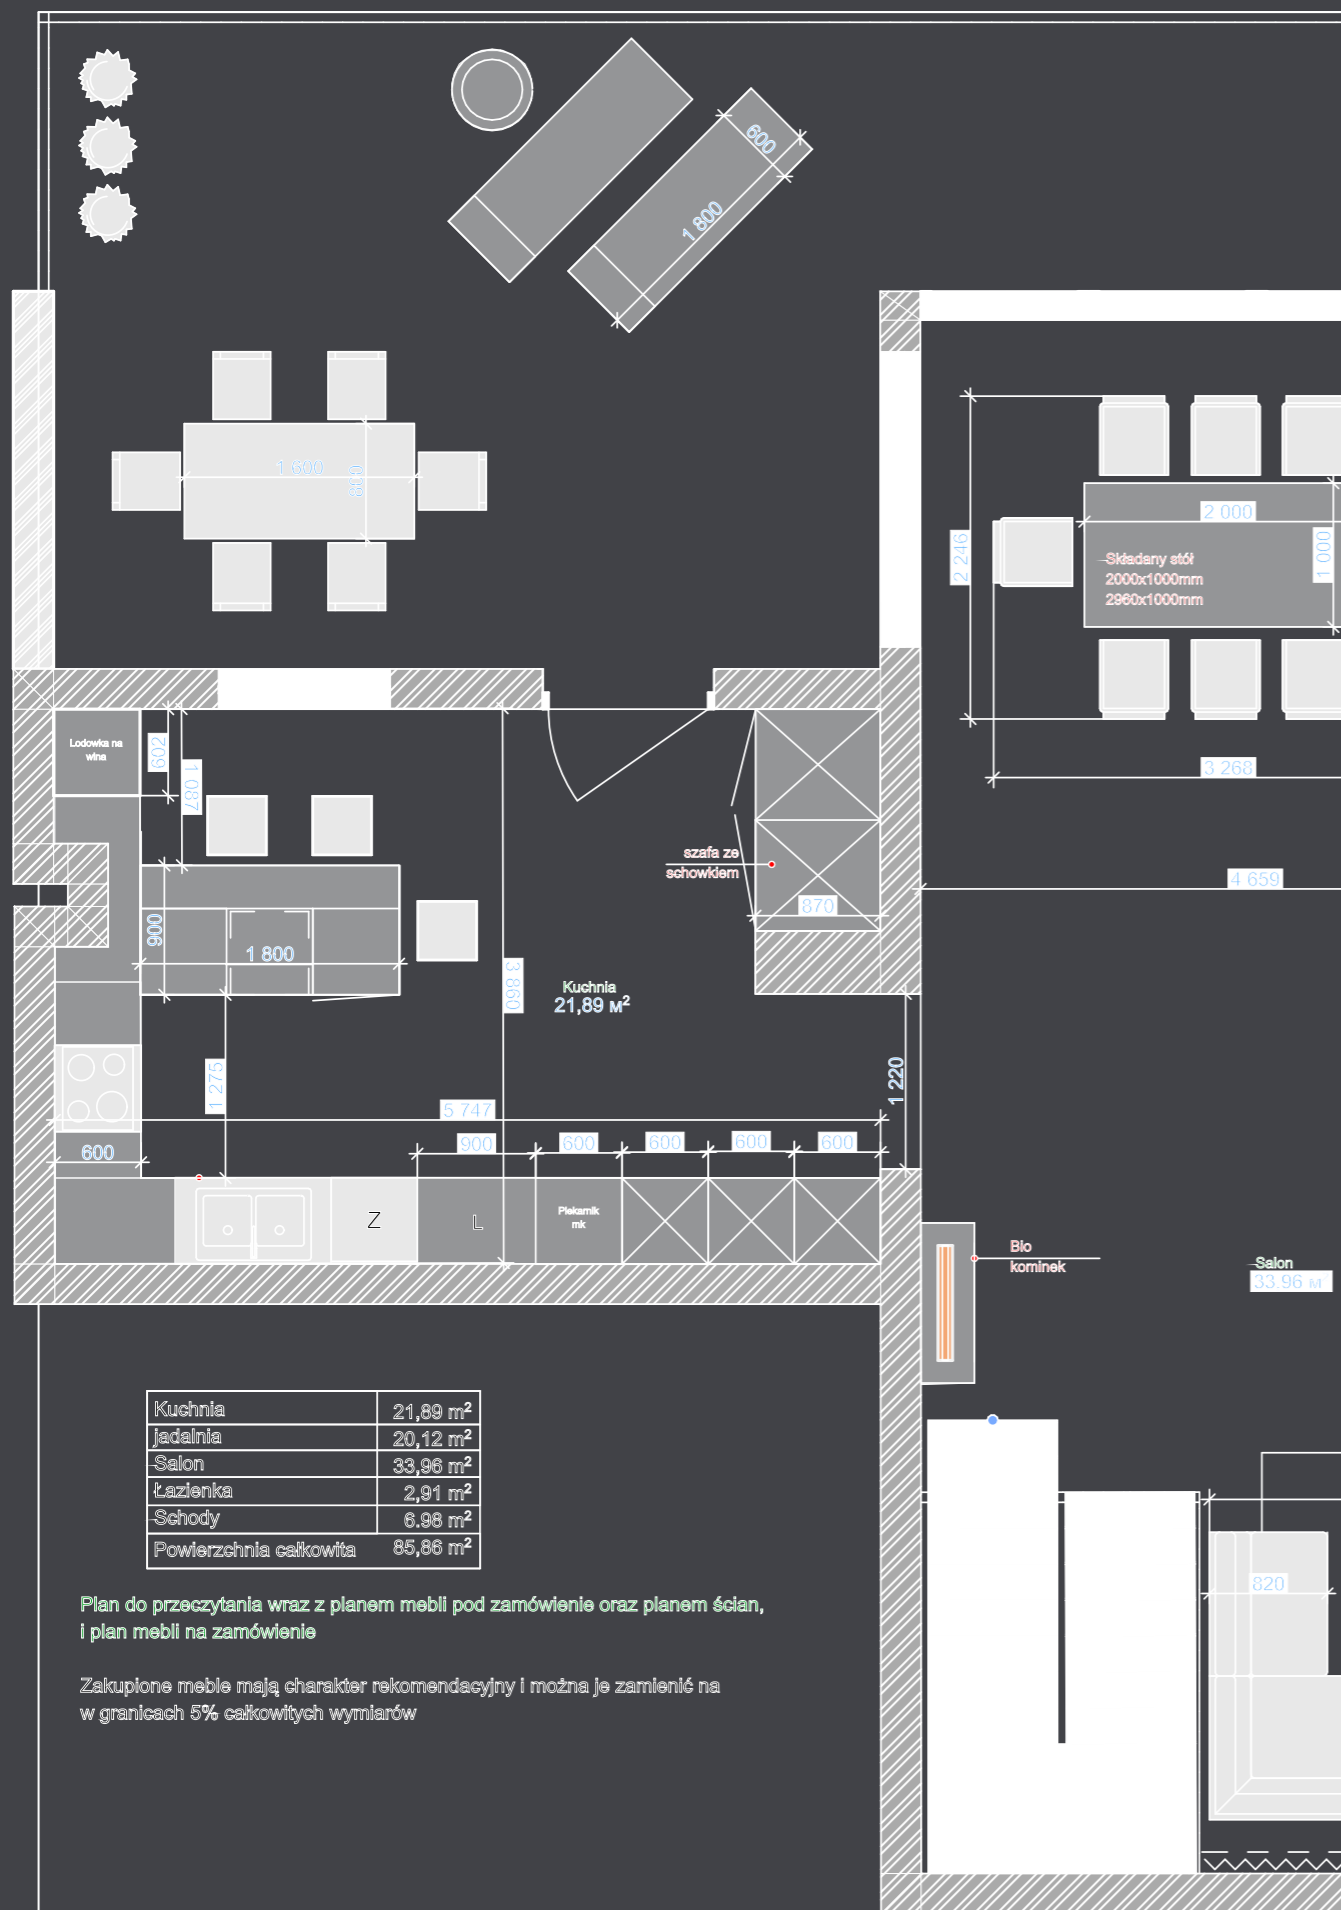 600
1 800
1 600
809
2 246
2 000
1 000
Składany stół
2000x1000mm
2960x1000mm
3 268
Lodowka na
wina
602
1 087
szafa ze
schowkiem
870
4 659
900
1 800
3 860
Kuchnia
21,89 м²
1 275
1 220
5 747
600
900
600
600
600
600
Z
L
Piekarnik
mk
Bio
kominek
Salon
33.96 м
Kuchnia 21,89 m²
jadalnia 20,12 m²
Salon 33,96 m²
Łazienka 2,91 m²
Schody 6.98 m²
Powierzchnia całkowita 85,86 m²
820
Plan do przeczytania wraz z planem mebli pod zamówienie oraz planem ścian,
i plan mebli na zamówienie
Zakupione meble mają charakter rekomendacyjny i można je zamienić na
w granicach 5% całkowitych wymiarów